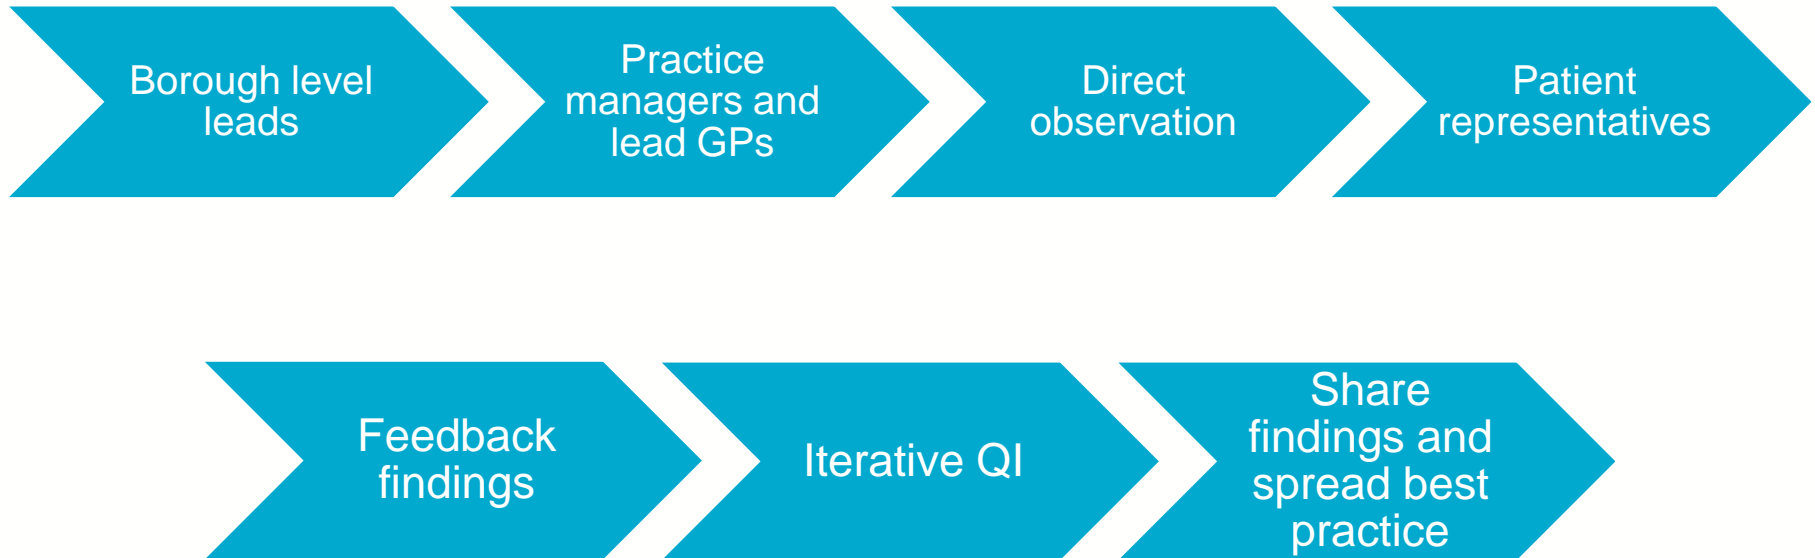 Borough level
leads
Practice
managers and
lead GPs
Direct
observation
Patient
representatives
Feedback
findings
Iterative QI
Share
findings and
spread best
practice